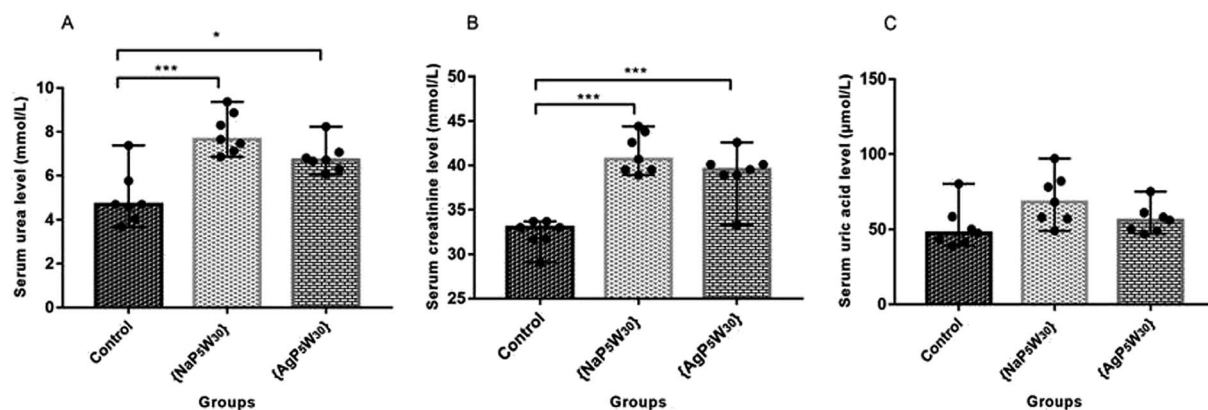 A
*
***
Serum urea level (mmol/L)
10
8
6
4
2
0
Control
{NaP5W30}
{AgP5W30}
Groups
B
***
***
Serum creatinine level (mmol/L)
50
45
40
35
30
25
Control
{NaP5W30}
{AgP5W30}
Groups
C
Serum uric acid level (μmol/L)
150
100
50
0
Control
{NaP5W30}
{AgP5W30}
Groups